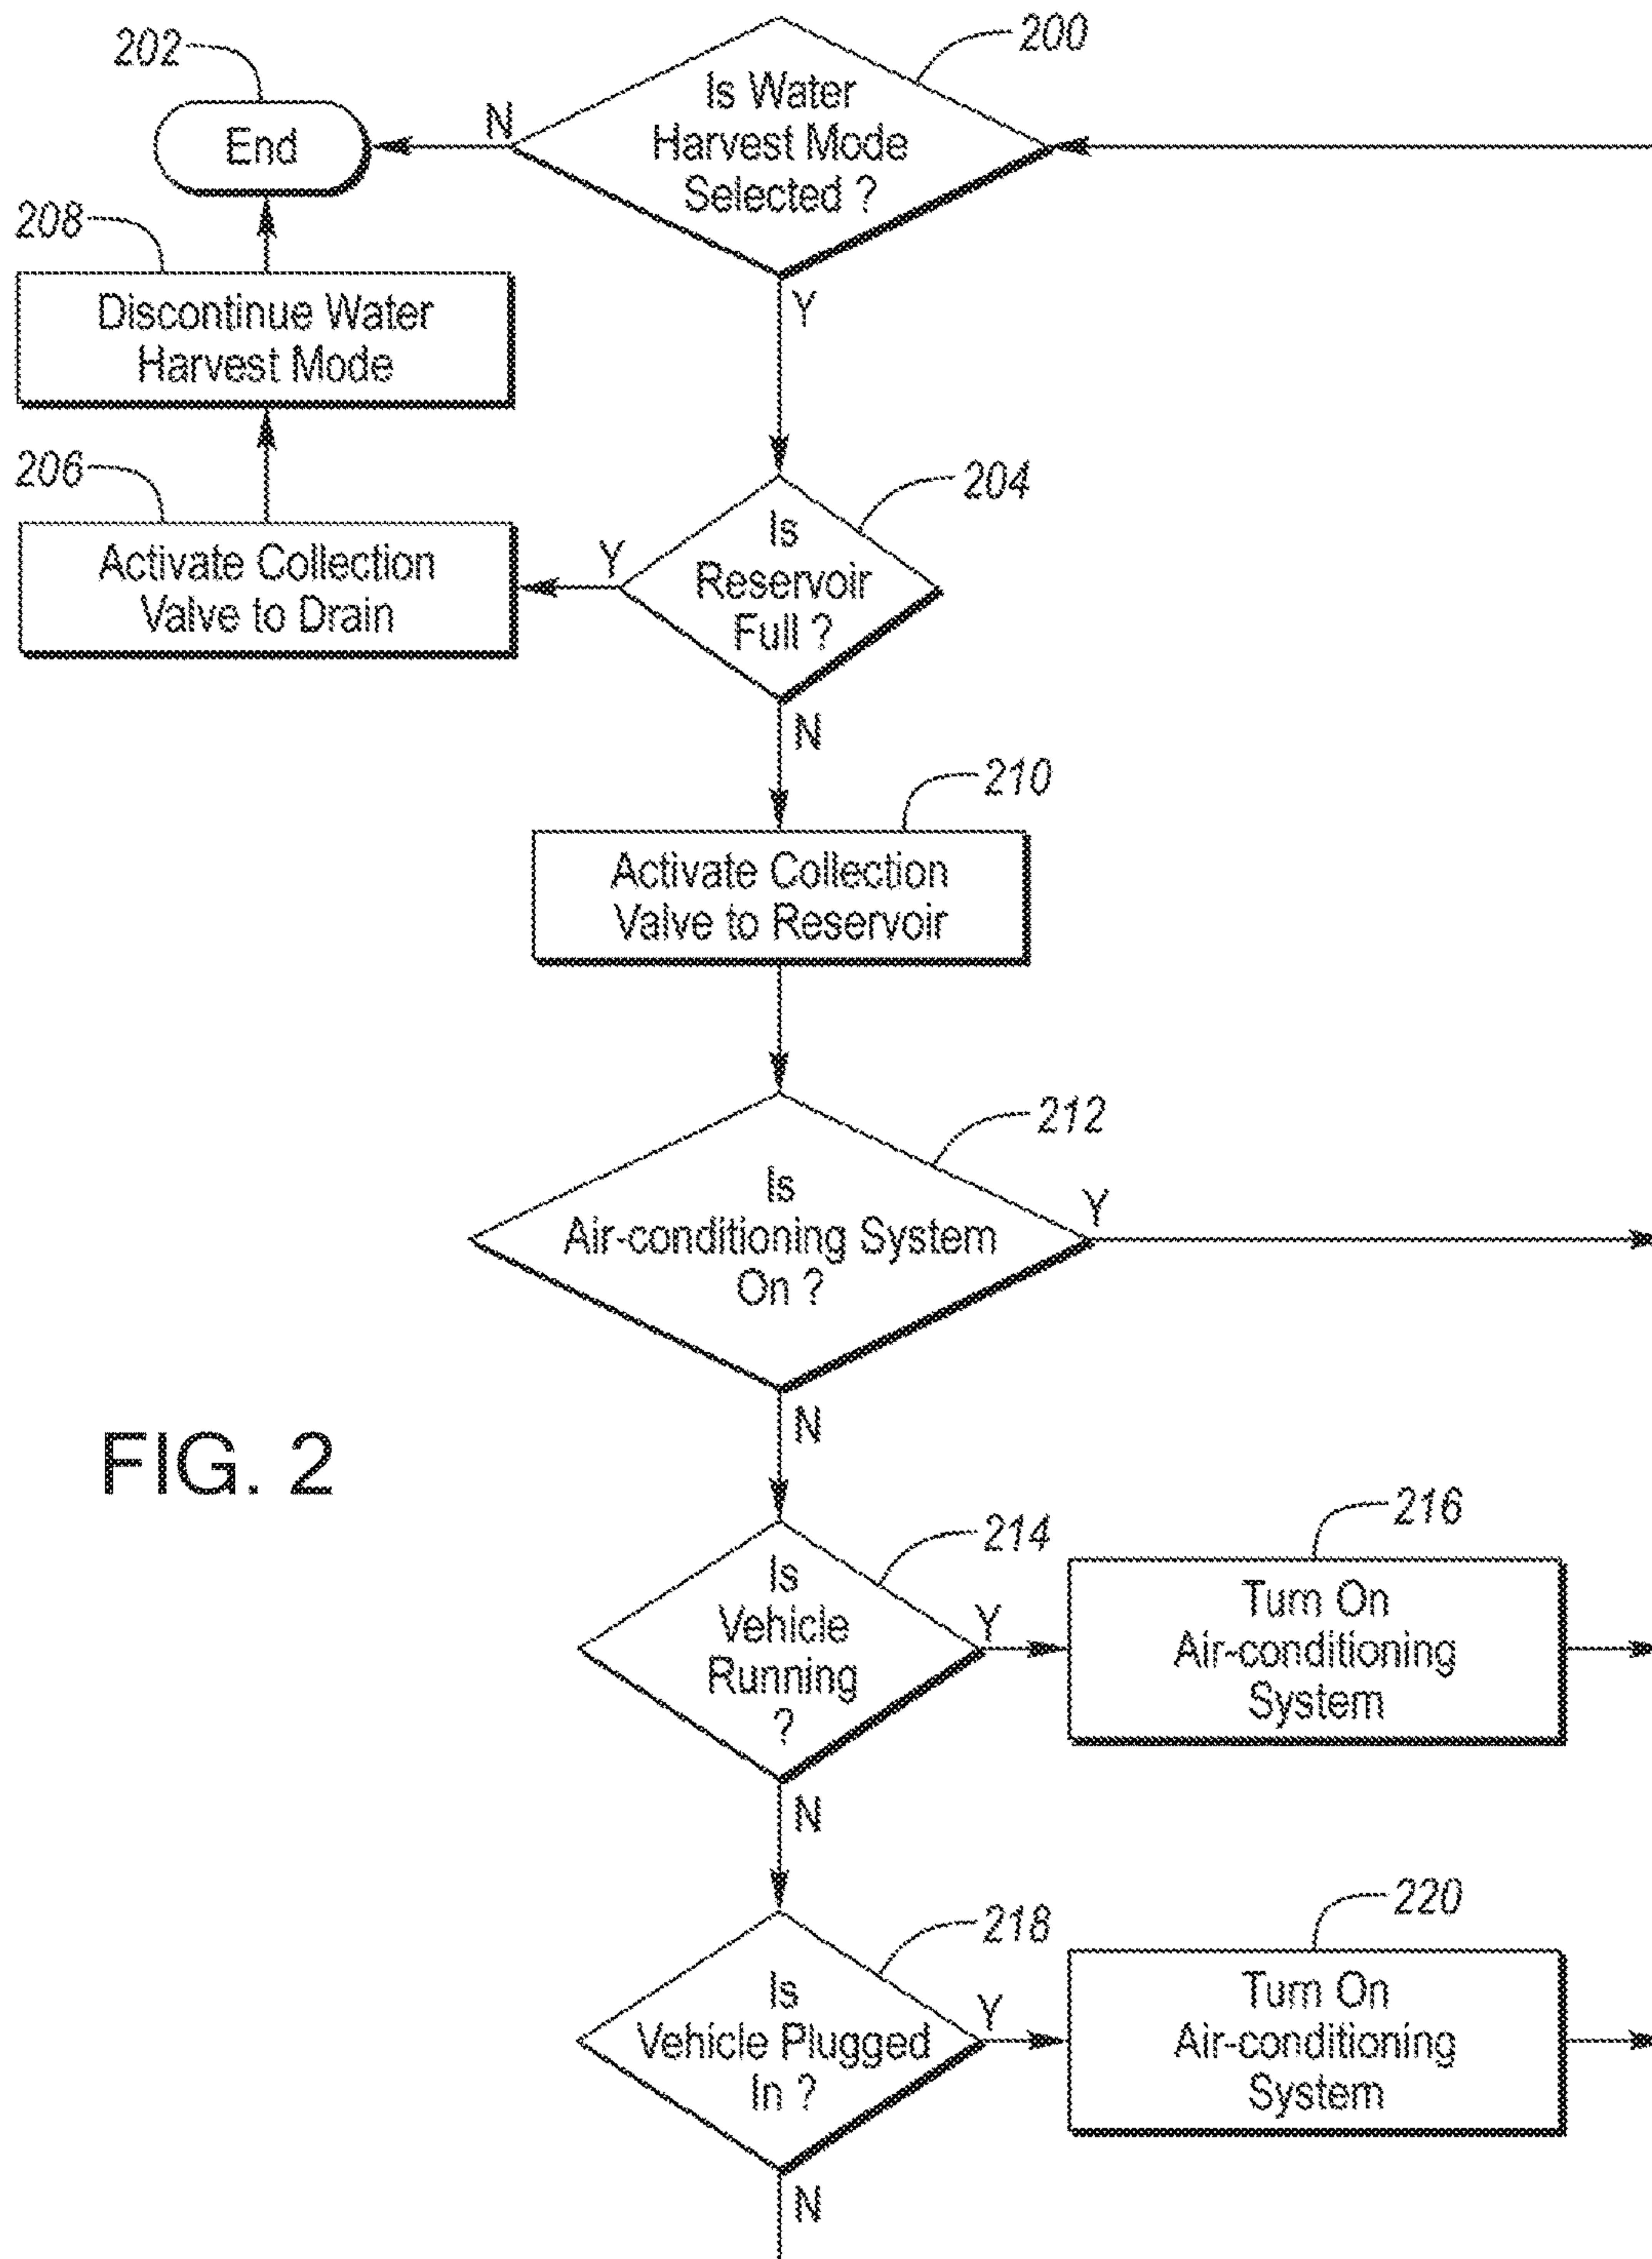 200
Is Water
Harvest Mode
Selected ?
N
202
End
Y
208
Discontinue Water
Harvest Mode
206
Activate Collection
Valve to Drain
204
Is
Reservoir
Full ?
Y
N
210
Activate Collection
Valve to Reservoir
212
Is
Air-conditioning System
On ?
Y
N
FIG. 2
214
Is
Vehicle
Running
?
Y
216
Turn On
Air-conditioning
System
N
218
Is
Vehicle Plugged
In ?
Y
220
Turn On
Air-conditioning
System
N